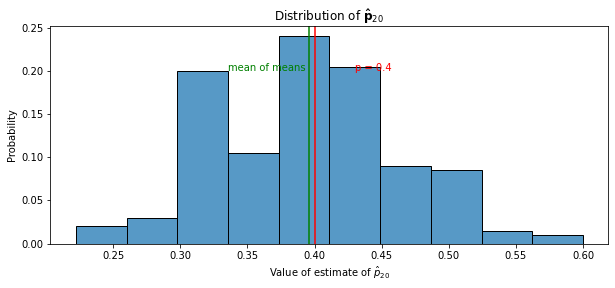 Distribution of p̂₂₀
Probability
0.25
0.20
0.15
0.10
0.05
0.00
mean of means
p = 0.4
0.25 0.30 0.35 0.40 0.45 0.50 0.55 0.60
Value of estimate of p̂₂₀